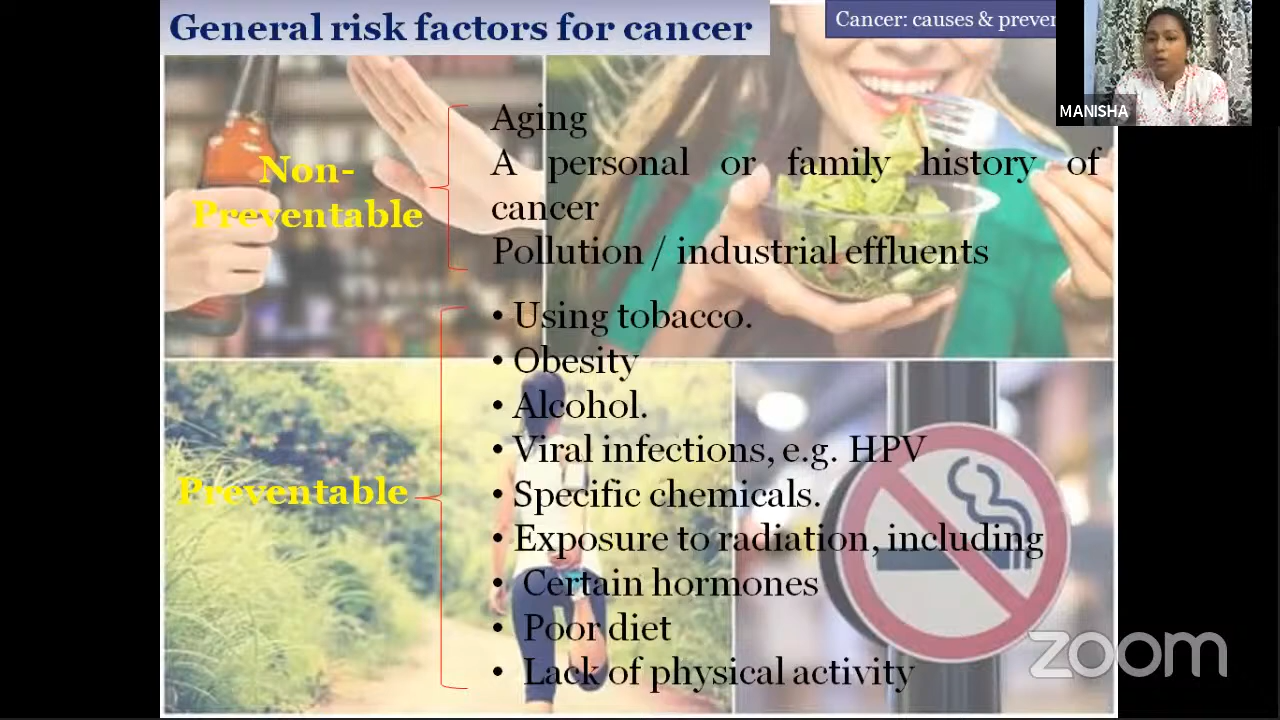 General risk factors for cancer
Cancer: causes & preven
MANISHA
Non-
Preventable
Aging
A personal or family history of
cancer
Pollution / industrial effluents
Preventable
• Using tobacco.
• Obesity
• Alcohol.
• Viral infections, e.g. HPV
• Specific chemicals.
• Exposure to radiation, including
• Certain hormones
• Poor diet
• Lack of physical activity
zoom